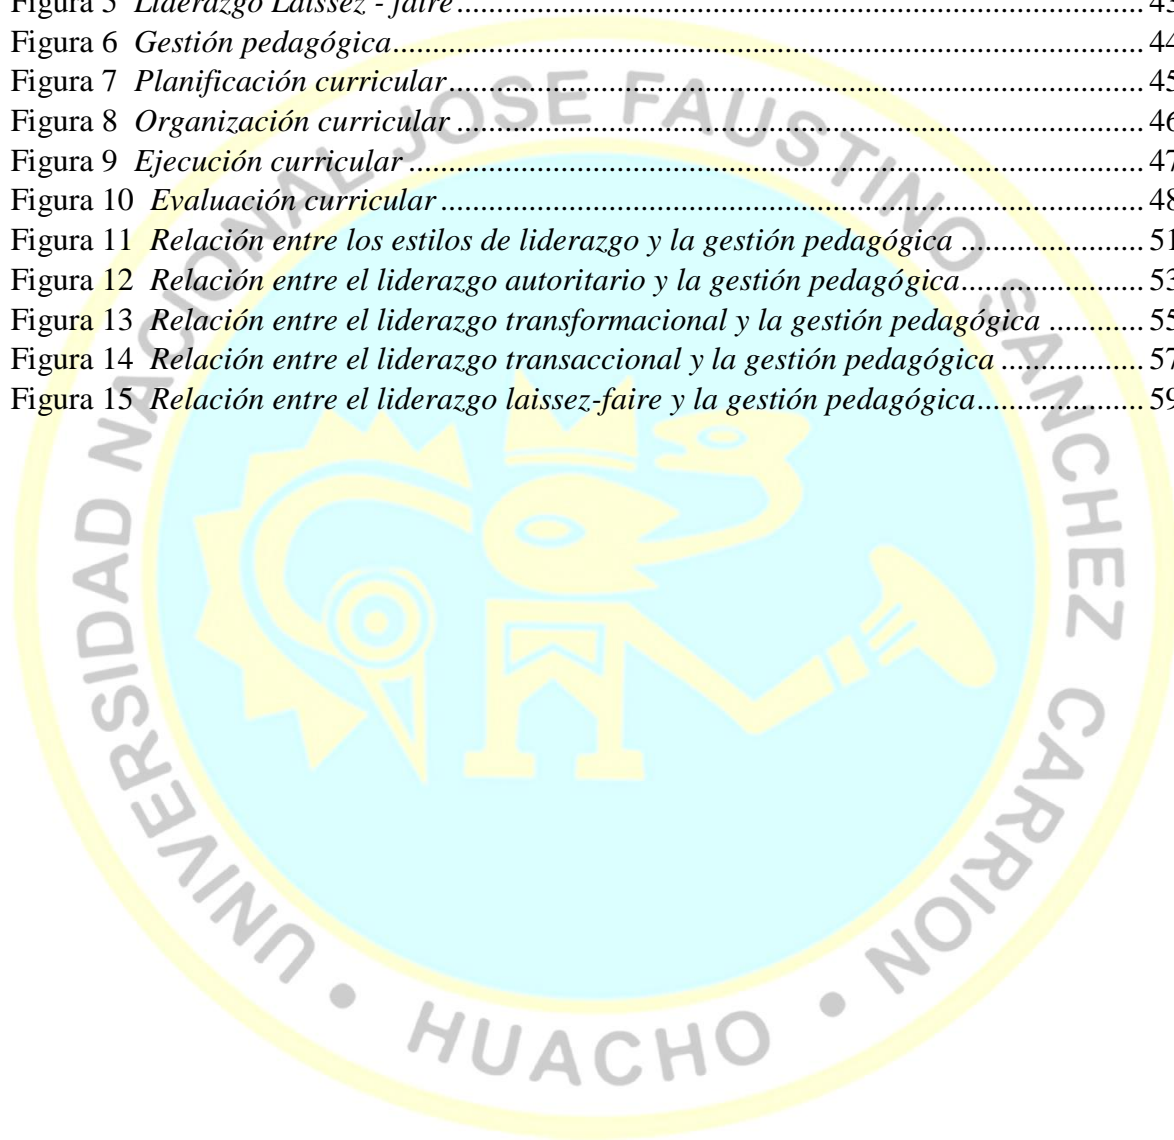 Figura 5 Liderazgo Laissez - faire.......... 43
Figura 6 Gestión pedagógica.......... 44
Figura 7 Planificación curricular.......... 45
Figura 8 Organización curricular.......... 46
Figura 9 Ejecución curricular.......... 47
Figura 10 Evaluación curricular.......... 48
Figura 11 Relación entre los estilos de liderazgo y la gestión pedagógica.......... 51
Figura 12 Relación entre el liderazgo autoritario y la gestión pedagógica.......... 53
Figura 13 Relación entre el liderazgo transformacional y la gestión pedagógica.......... 55
Figura 14 Relación entre el liderazgo transaccional y la gestión pedagógica.......... 57
Figura 15 Relación entre el liderazgo laissez-faire y la gestión pedagógica.......... 59
UNIVERSIDAD NACIONAL JOSE FAUSTINO SANCHEZ CARRION
• HUACHO •